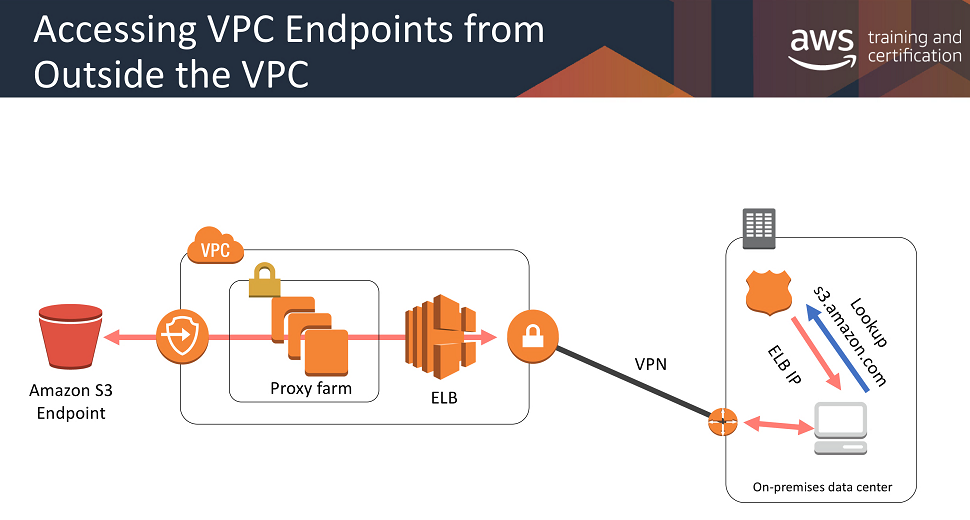 Accessing VPC Endpoints from
Outside the VPC
aws
training and
certification
VPC
Amazon S3
Endpoint
Proxy farm
ELB
VPN
Lookup
s3.amazon.com
ELB IP
On-premises data center